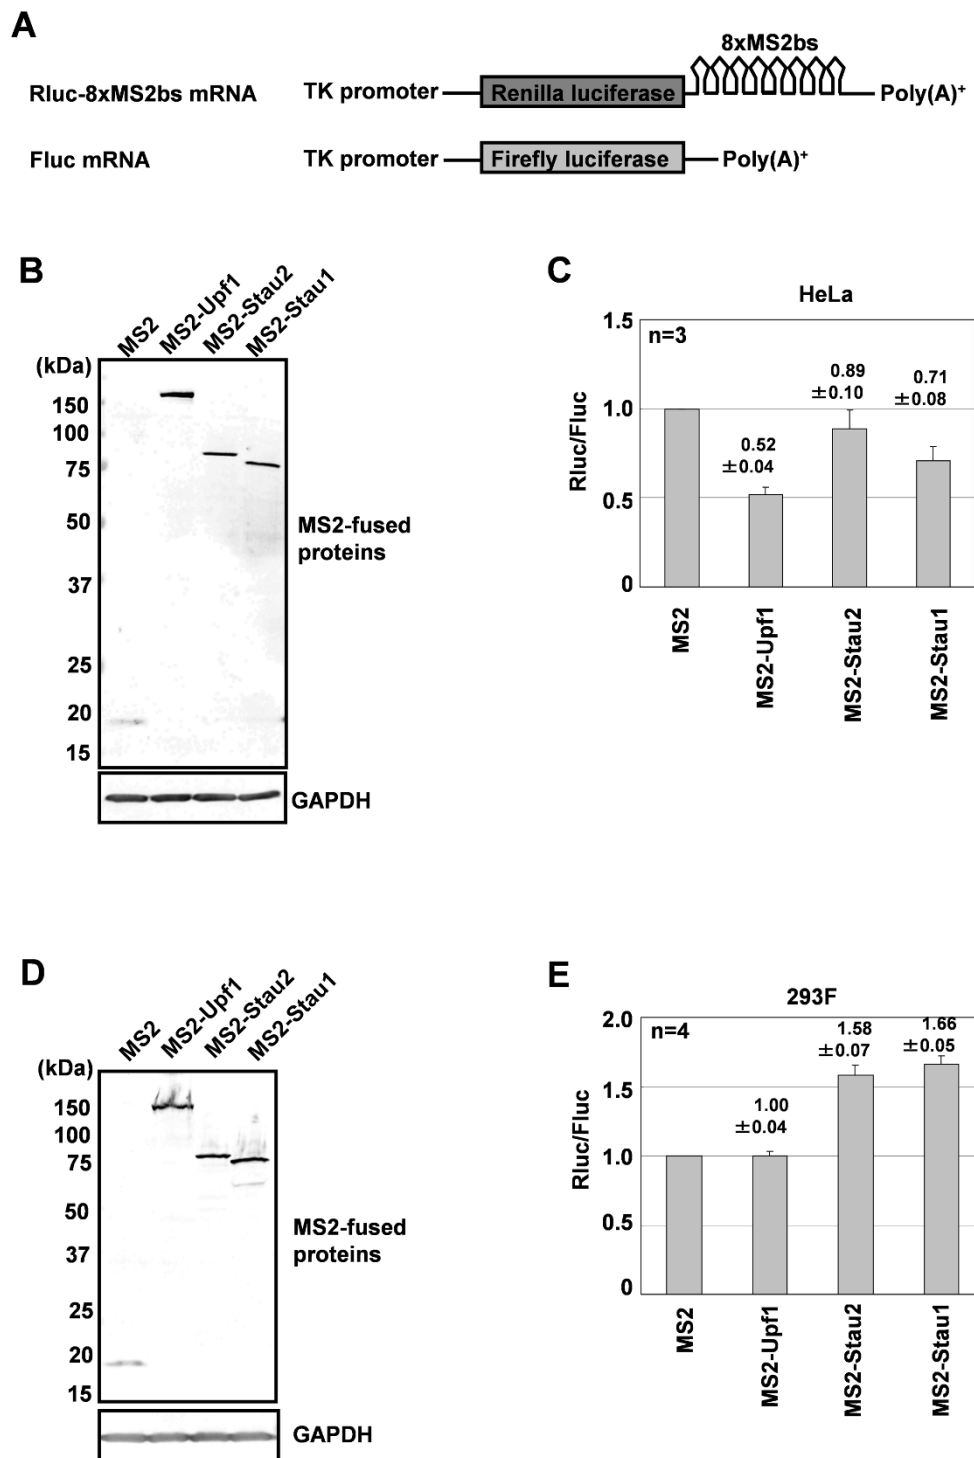 A
8xMS2bs
Rluc-8xMS2bs mRNA TK promoter Renilla luciferase Poly(A)+
Fluc mRNA TK promoter Firefly luciferase Poly(A)+
B
MS2 MS2-Upf1 MS2-Stau2 MS2-Stau1
(kDa)
150
100
75
50
37
25
20
15
MS2-fused
proteins
GAPDH
C
HeLa
n=3
Rluc/Fluc
1.5
1.0
0.5
0
0.52
±0.04
0.89
±0.10
0.71
±0.08
MS2
MS2-Upf1
MS2-Stau2
MS2-Stau1
D
MS2 MS2-Upf1 MS2-Stau2 MS2-Stau1
(kDa)
150
100
75
50
37
25
20
15
MS2-fused
proteins
GAPDH
E
293F
n=4
Rluc/Fluc
2.0
1.5
1.0
0.5
0
1.00
±0.04
1.58
±0.07
1.66
±0.05
MS2
MS2-Upf1
MS2-Stau2
MS2-Stau1